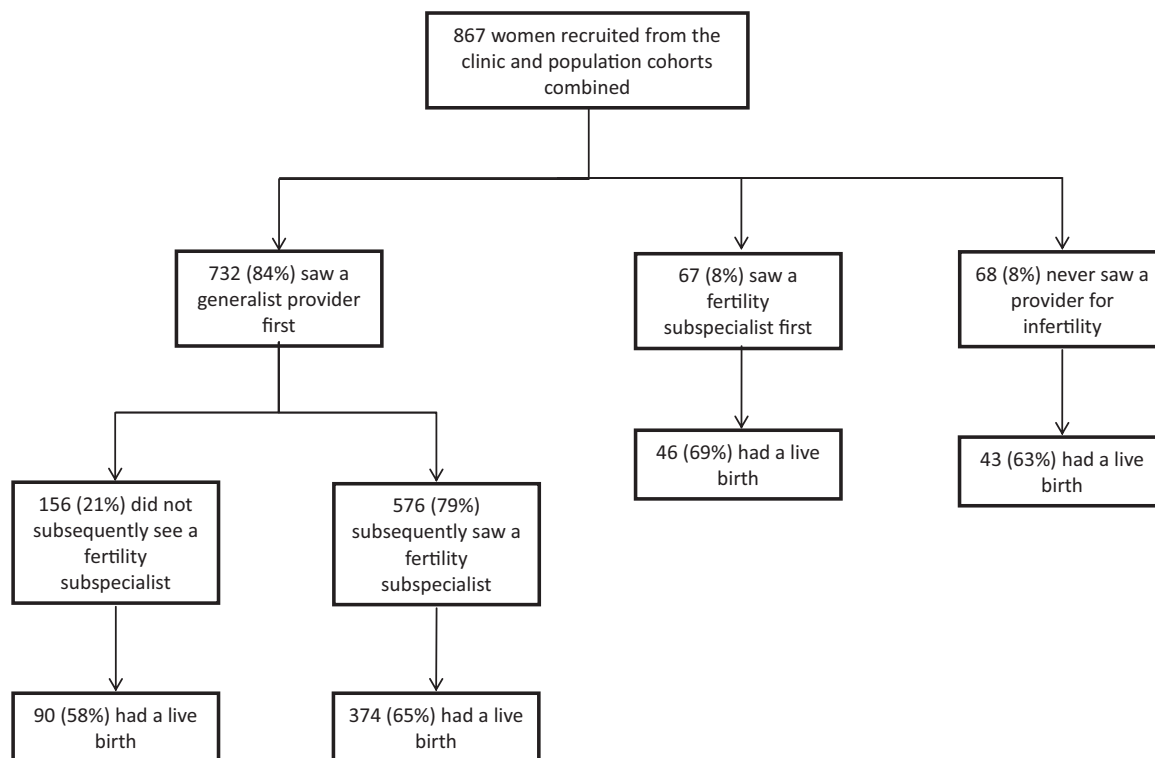 867 women recruited from the
clinic and population cohorts
combined
732 (84%) saw a
generalist provider
first
67 (8%) saw a
fertility
subspecialist first
68 (8%) never saw a
provider for
infertility
46 (69%) had a live
birth
43 (63%) had a live
birth
156 (21%) did not
subsequently see a
fertility
subspecialist
576 (79%)
subsequently saw a
fertility
subspecialist
90 (58%) had a live
birth
374 (65%) had a live
birth